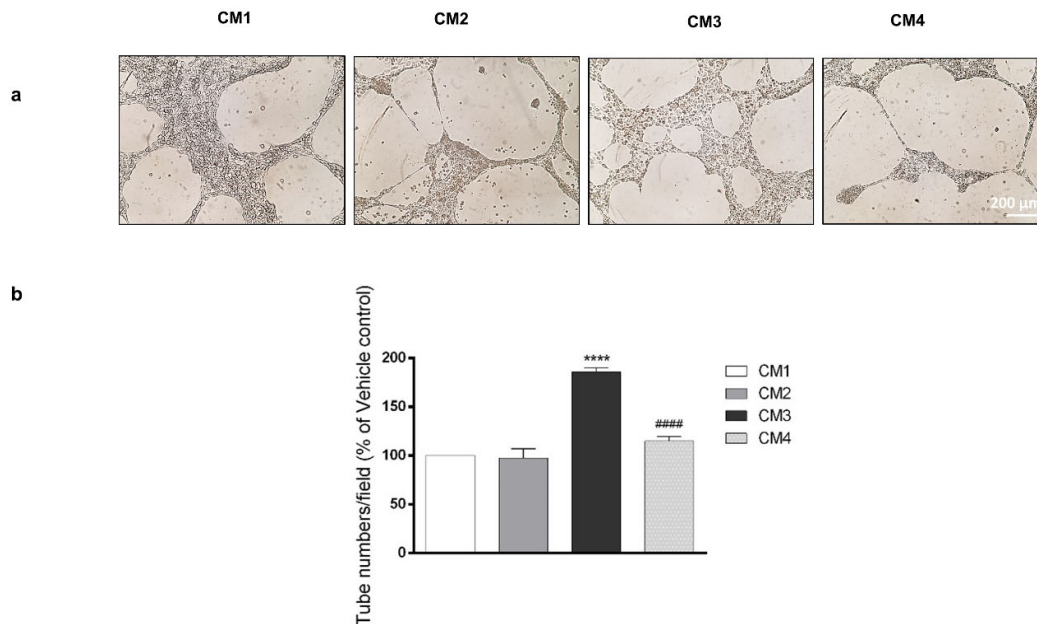 CM1 CM2 CM3 CM4
a
200 μm
b
Tube numbers/field (% of Vehicle control)
200
150
100
50
0
****
####
CM1
CM2
CM3
CM4